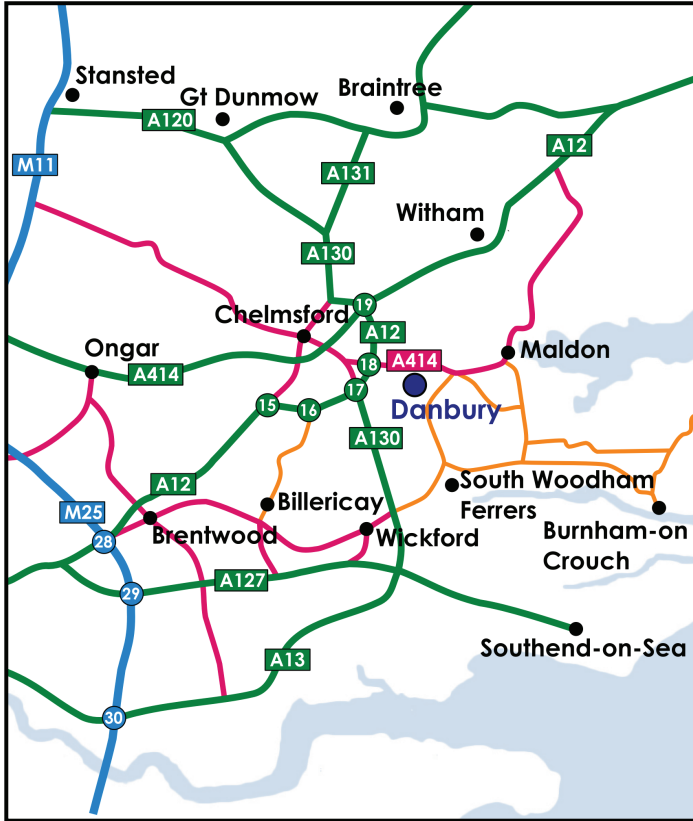 Stansted
Gt Dunmow
Braintree
A120
A12
M11
A131
Witham
A130
19
Chelmsford
A12
Ongar
18
A414
Maldon
A414
17
Danbury
15
16
A130
A12
South Woodham
Ferrers
Billericay
M25
Brentwood
Wickford
Burnham-on
Crouch
28
A127
29
Southend-on-Sea
A13
30